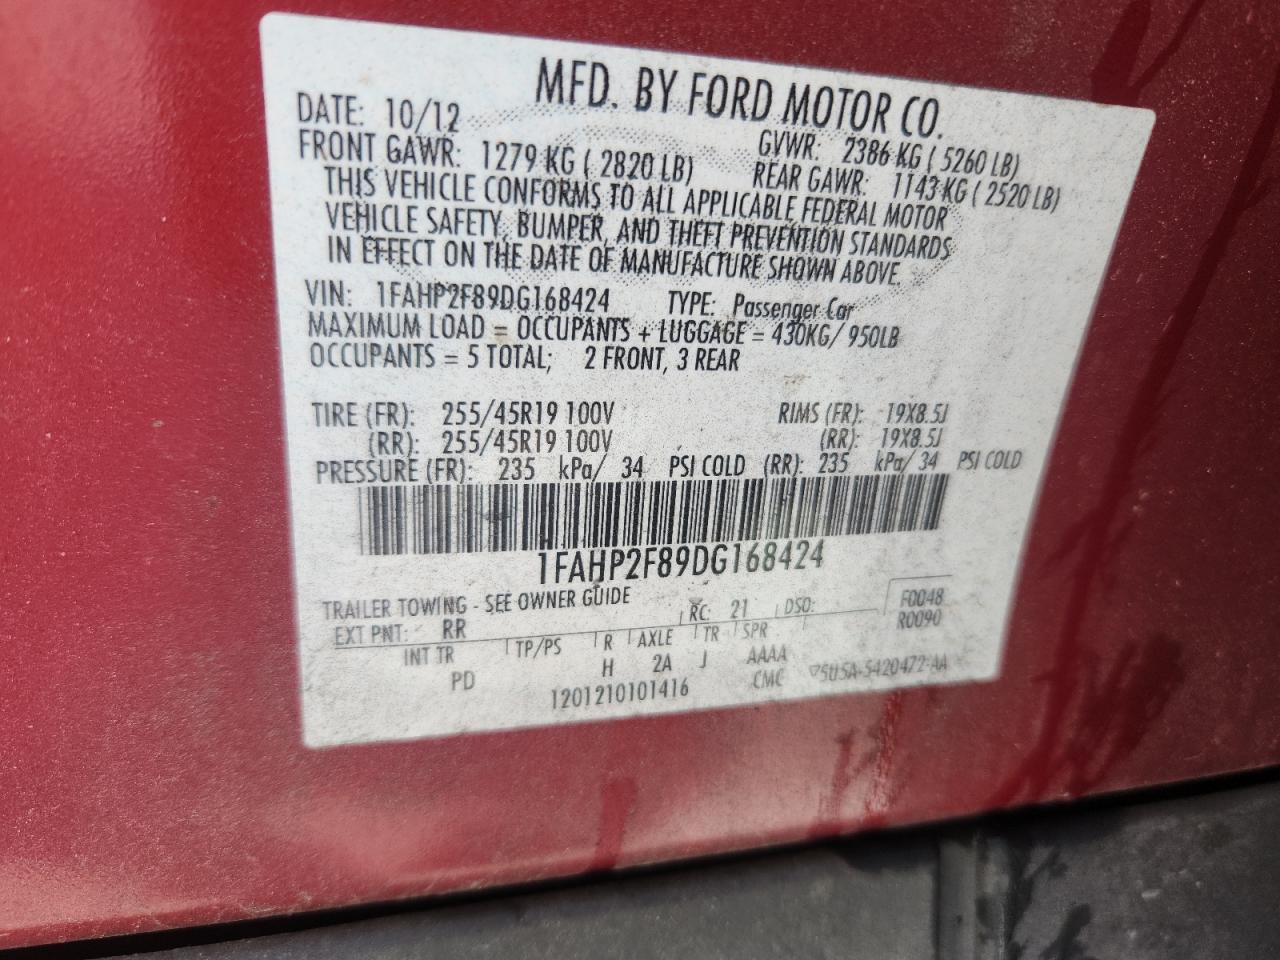 MFD. BY FORD MOTOR CO.
DATE: 10/12 GVWR: 2386 KG ( 5260 LB)
FRONT GAWR: 1279 KG ( 2820 LB) REAR GAWR: 1143 KG ( 2520 LB)
THIS VEHICLE CONFORMS TO ALL APPLICABLE FEDERAL MOTOR
VEHICLE SAFETY, BUMPER, AND THEFT PREVENTION STANDARDS
IN EFFECT ON THE DATE OF MANUFACTURE SHOWN ABOVE.
VIN: 1FAHP2F89DG168424 TYPE: Passenger Car
MAXIMUM LOAD = OCCUPANTS + LUGGAGE = 430KG/ 950LB
OCCUPANTS = 5 TOTAL; 2 FRONT, 3 REAR
TIRE (FR): 255/45R19 100V RIMS (FR): 19X8.5J
(RR): 255/45R19 100V (RR): 19X8.5J
PRESSURE (FR): 235 kPa/ 34 PSI COLD (RR): 235 kPa/ 34 PSI COLD
1FAHP2F89DG168424
TRAILER TOWING - SEE OWNER GUIDE
EXT PNT: RR RC: 21 DSO: F0048
R0090
INT TR TP/PS R AXLE TR SPR
PD H 2A J AAAA
1201210101416 CMC